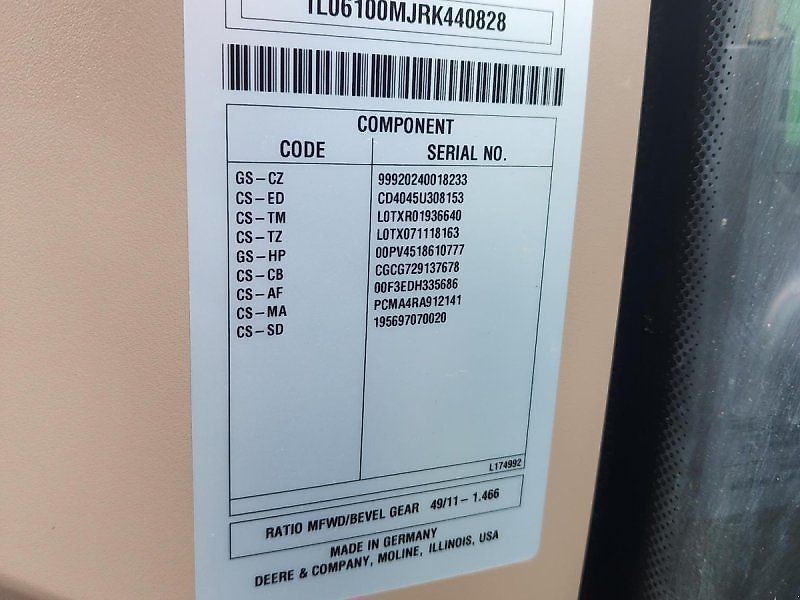 1L06100MJRK440828
COMPONENT
CODE SERIAL NO.
GS-CZ 99920240018233
CS-ED CD4045U308153
CS-TM L0TXR01936640
CS-TZ L0TX071118163
GS-HP 00PV4518610777
CS-CB CGCG729137678
CS-AF 00F3EDH335686
CS-MA PCMA4RA912141
CS-SD 195697070020
L174992
RATIO MFWD/BEVEL GEAR 49/11-1.466
MADE IN GERMANY
DEERE & COMPANY, MOLINE, ILLINOIS, USA